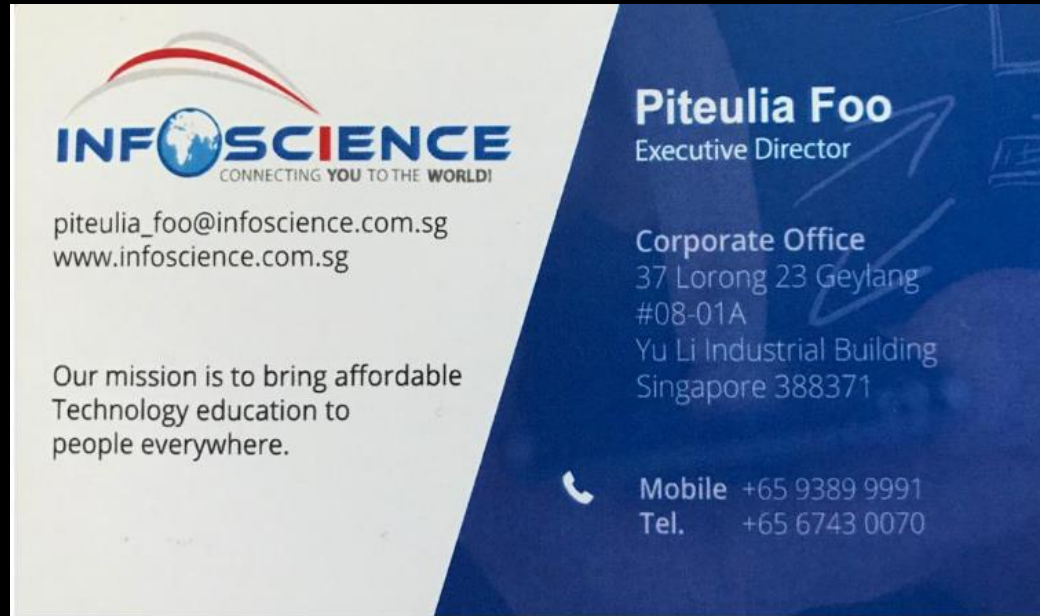 INFOSCIENCE
CONNECTING YOU TO THE WORLD!
piteulia_foo@infoscience.com.sg
www.infoscience.com.sg
Our mission is to bring affordable
Technology education to
people everywhere.
Piteulia Foo
Executive Director
Corporate Office
37 Lorong 23 Geylang
#08-01A
Yu Li Industrial Building
Singapore 388371
Mobile +65 9389 9991
Tel. +65 6743 0070